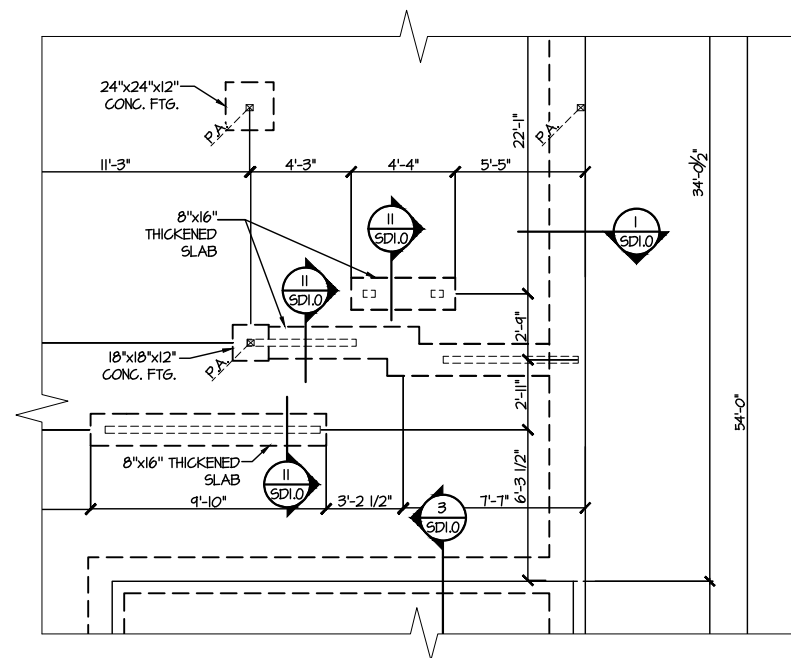 24"x24"x12"
CONC. FTG.
P.A.
P.A.
22'-1"
34'-0½"
11'-3"
4'-3"
4'-4"
5'-5"
8"x16"
THICKENED
SLAB
11
SD1.0
1
SD1.0
11
SD1.0
2'-9"
18"x18"x12"
CONC. FTG.
P.A.
2'-11"
54'-0"
8"x16" THICKENED
SLAB
11
SD1.0
6'-3 1/2"
9'-10"
3'-2 1/2"
7'-7"
3
SD1.0